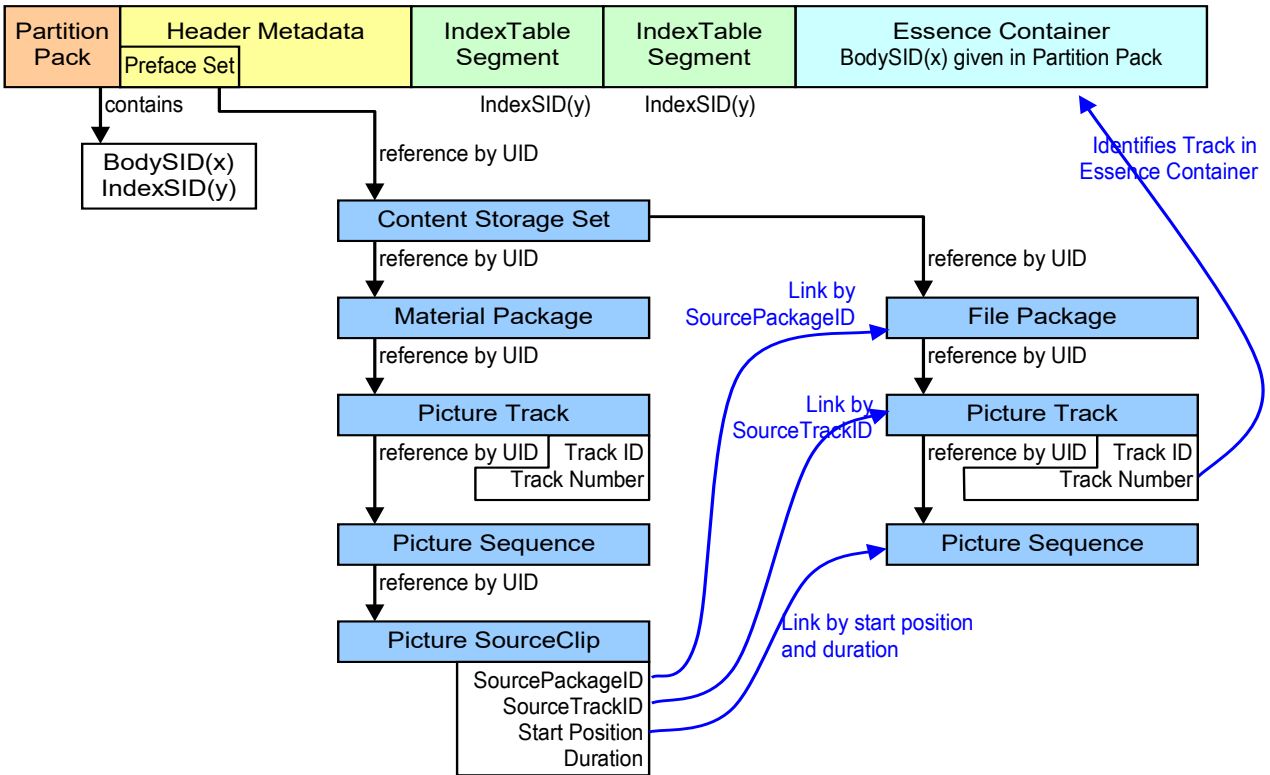 Partition
Pack
Header Metadata
Preface Set
IndexTable
Segment
IndexTable
Segment
Essence Container
BodySID(x) given in Partition Pack
contains
IndexSID(y)
IndexSID(y)
BodySID(x)
IndexSID(y)
reference by UID
Identifies Track in
Essence Container
Content Storage Set
reference by UID
reference by UID
Link by
SourcePackageID
Material Package
File Package
reference by UID
reference by UID
Picture Track
Link by
SourceTrackID
Picture Track
reference by UID
Track ID
Track Number
reference by UID
Track ID
Track Number
Picture Sequence
Picture Sequence
reference by UID
Link by start position
and duration
Picture SourceClip
SourcePackageID
SourceTrackID
Start Position
Duration